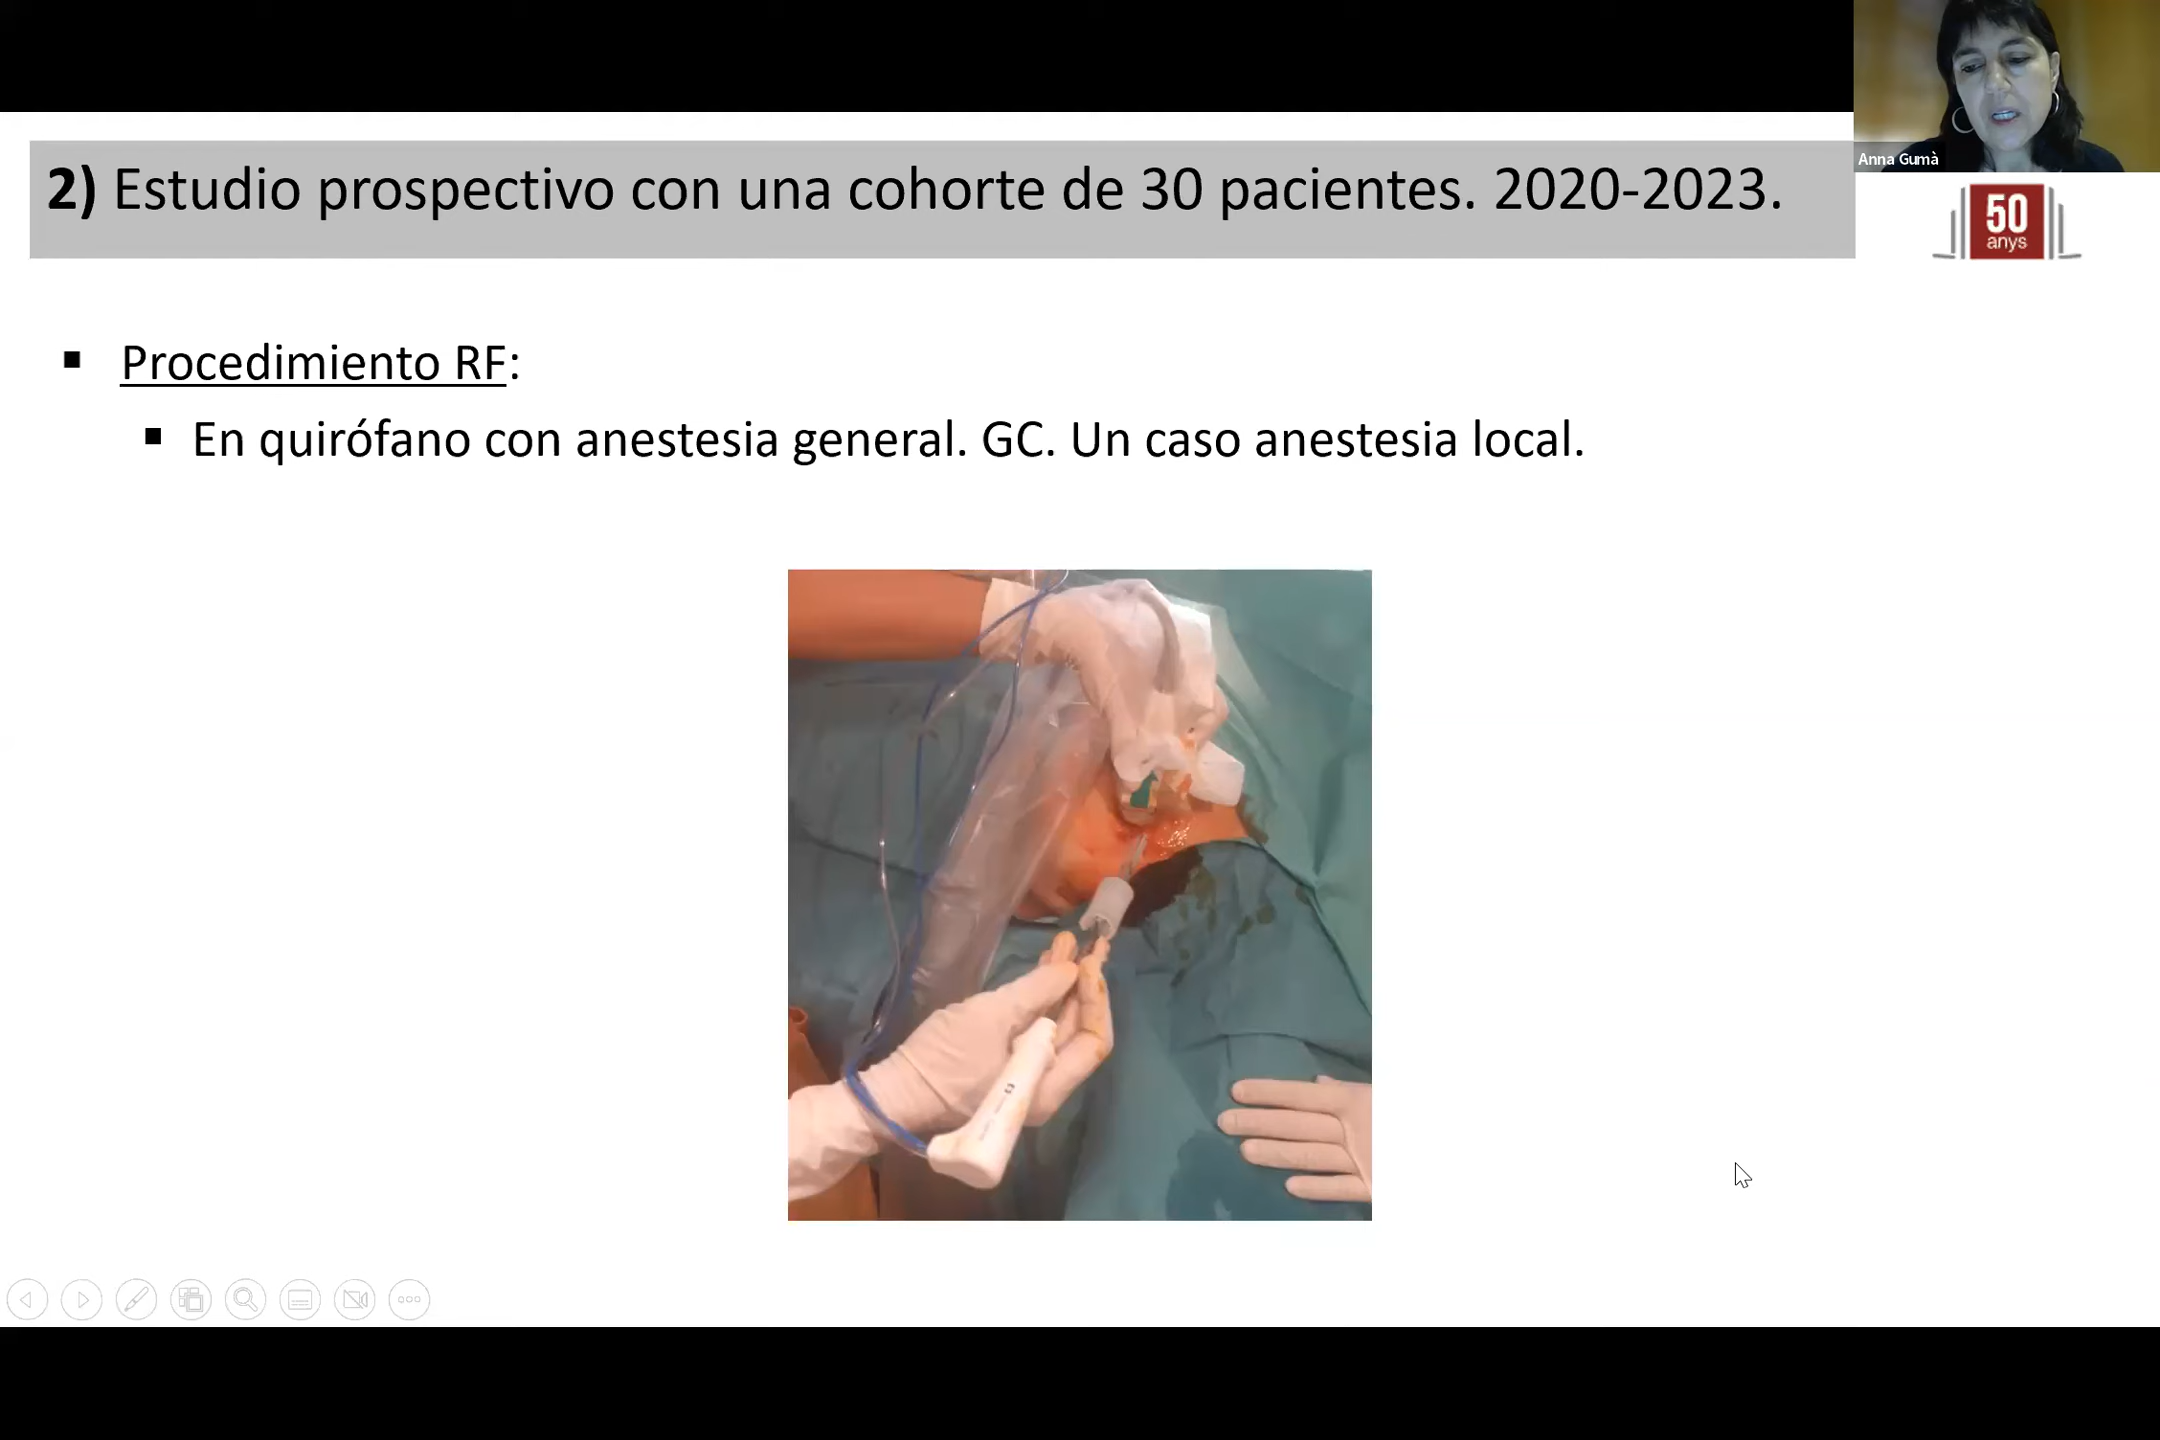 Anna Gumà
2) Estudio prospectivo con una cohorte de 30 pacientes. 2020-2023.
50
anys
Procedimiento RF:
En quirófano con anestesia general. GC. Un caso anestesia local.